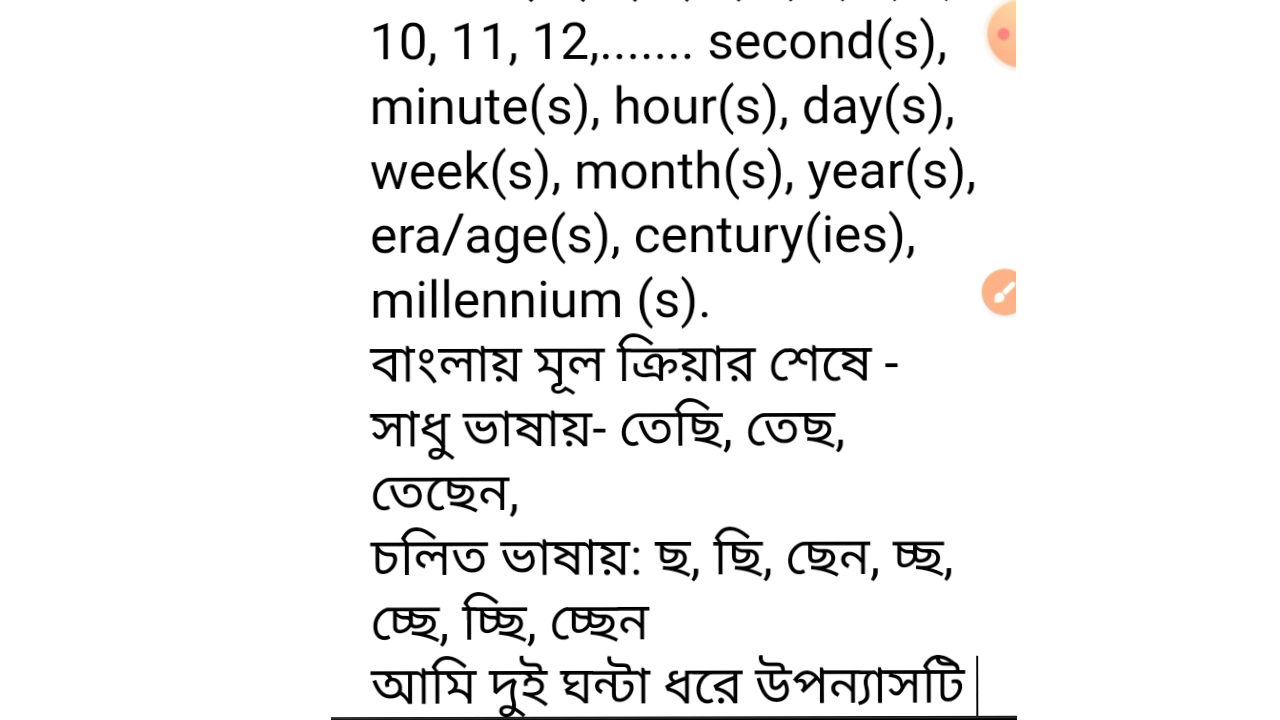 10, 11, 12,....... second(s),
minute(s), hour(s), day(s),
week(s), month(s), year(s),
era/age(s), century(ies),
millennium (s).
বাংলায় মূল ক্রিয়ার শেষে -
সাধু ভাষায়- তেছি, তেছ,
তেছেন,
চলিত ভাষায়: ছ, ছি, ছেন, চ্ছ,
চ্ছে, চ্ছি, চ্ছেন
আমি দুই ঘন্টা ধরে উপন্যাসটি